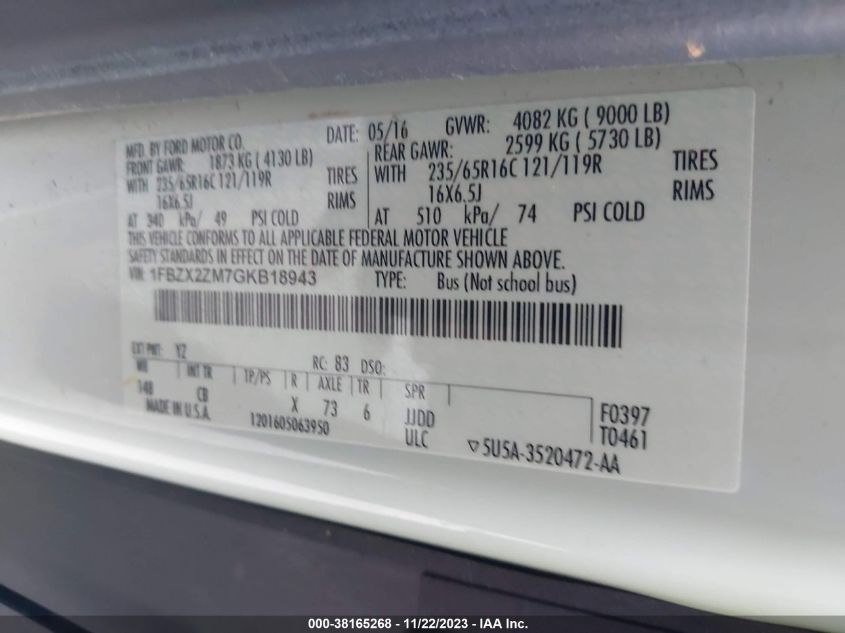 MFD. BY FORD MOTOR CO. DATE: 05/16 GVWR: 4082 KG ( 9000 LB)
FRONT GAWR: 1873 KG ( 4130 LB) REAR GAWR: 2599 KG ( 5730 LB)
WITH 235/65R16C 121/119R TIRES WITH 235/65R16C 121/119R TIRES
16X6.5J RIMS 16X6.5J RIMS
AT 340 kPa/ 49 PSI COLD AT 510 kPa/ 74 PSI COLD
THIS VEHICLE CONFORMS TO ALL APPLICABLE FEDERAL MOTOR VEHICLE
SAFETY STANDARDS IN EFFECT ON THE DATE OF MANUFACTURE SHOWN ABOVE.
VIN: 1FBZX2ZM7GKB18943 TYPE: Bus (Not school bus)
EXT PNT: YZ RC: 83 DSO:
WB INT TR TP/PS R AXLE TR SPR
148 CB X 73 6 JJDD F0397
MADE IN U.S.A. 1201605063950 ULC T0461
▽5U5A-3520472-AA
000-38165268 - 11/22/2023 - IAA Inc.